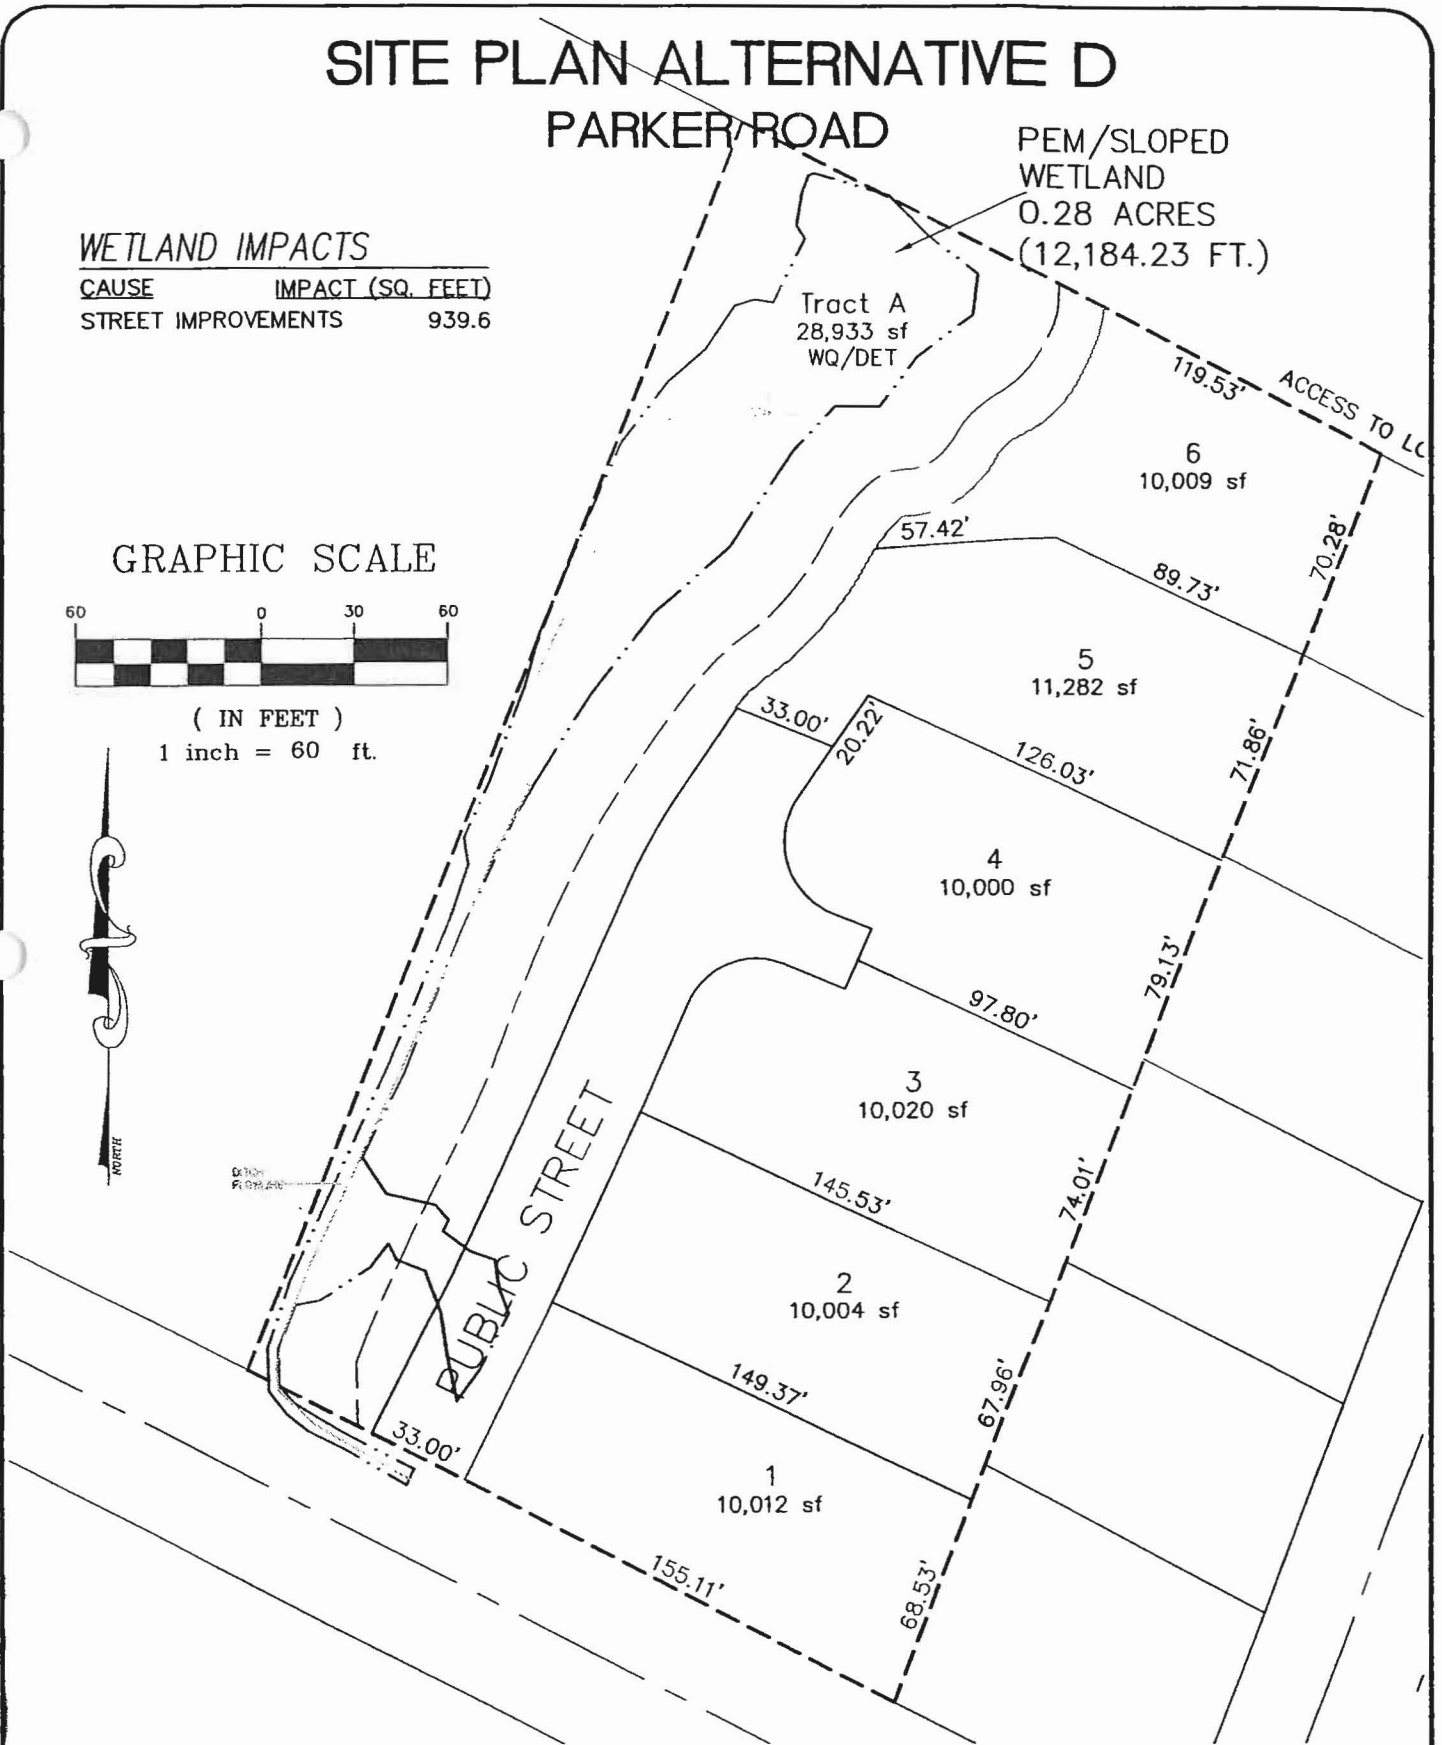 SITE PLAN ALTERNATIVE D
PARKER ROAD
PEM/SLOPED
WETLAND
0.28 ACRES
(12,184.23 FT.)
WETLAND IMPACTS
CAUSE IMPACT (SQ. FEET)
STREET IMPROVEMENTS 939.6
Tract A
28,933 sf
WQ/DET
119.53'
ACCESS TO
6
10,009 sf
57.42'
70.28'
89.73'
GRAPHIC SCALE
60 0 30 60
( IN FEET )
1 inch = 60 ft.
5
11,282 sf
33.00'
20.22'
126.03'
71.86'
4
10,000 sf
79.13'
97.80'
3
10,020 sf
NORTH
PUBLIC STREET
145.53'
74.01'
2
10,004 sf
149.37'
67.96'
33.00'
1
10,012 sf
155.11'
68.53'